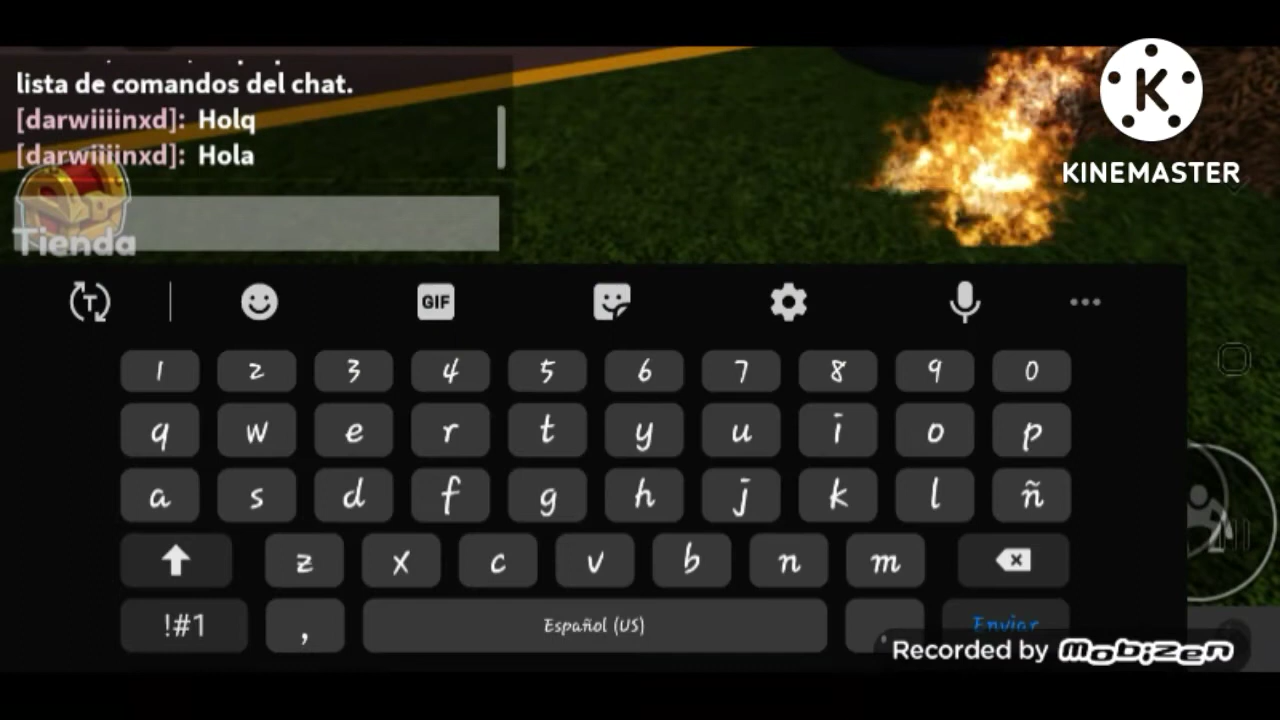 lista de comandos del chat.
[darwiiiinxd]: Holq
[darwiiiinxd]: Hola
Tienda
K
KINEMASTER
T
GIF
1 2 3 4 5 6 7 8 9 0
q w e r t y u i o p
a s d f g h j k l ñ
z x c v b n m
!#1 , Español (US) Enviar
Recorded by Mobizen